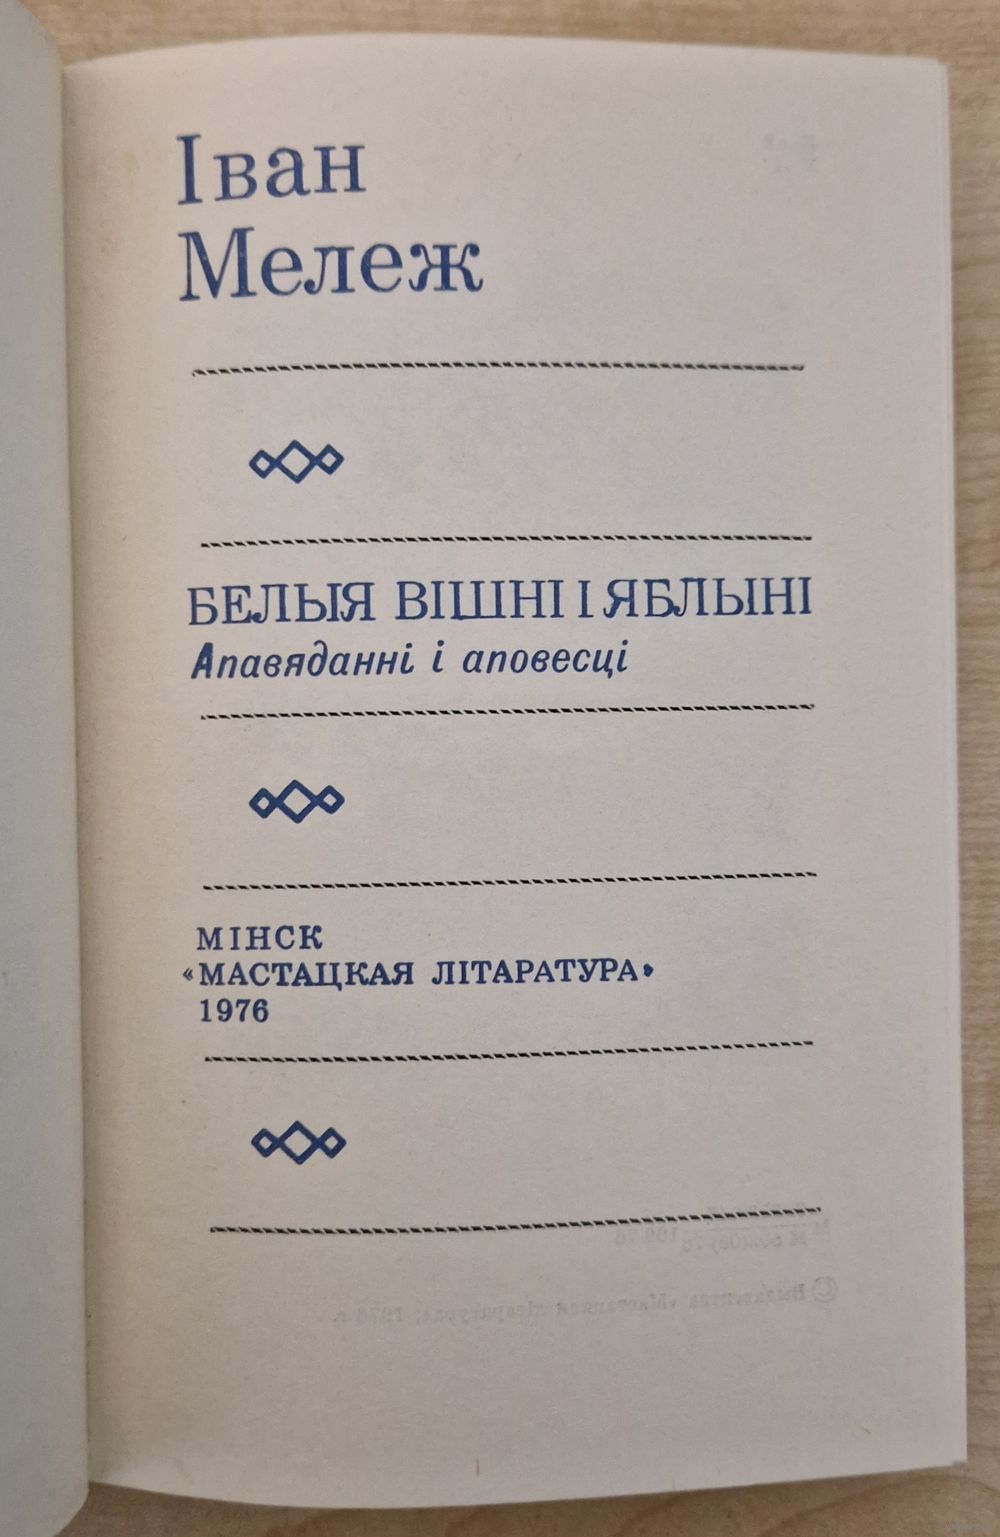 Іван
Мележ
БЕЛЫЯ ВІШНІ І ЯБЛЫНІ
Апавяданні і аповесці
МІНСК
«МАСТАЦКАЯ ЛІТАРАТУРА»
1976